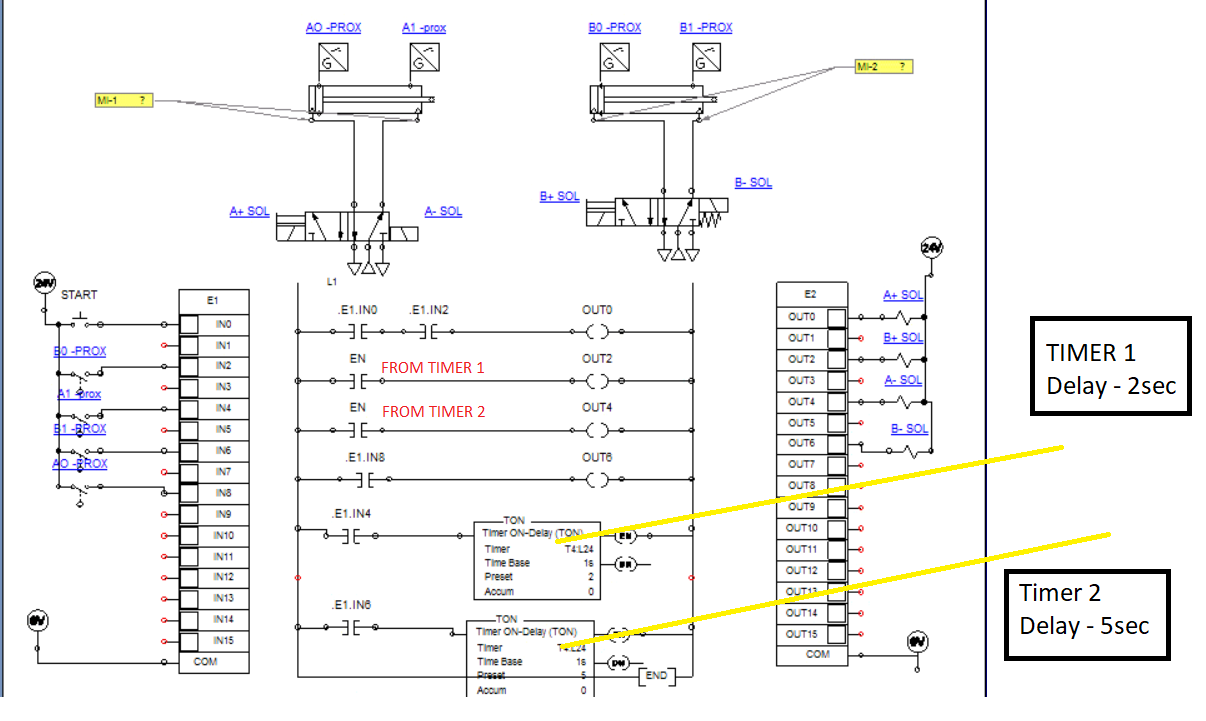 AO -PROX A1 -prox B0 -PROX B1 -PROX
G G G G
MI-1 ? MI-2 ?
A+ SOL A- SOL B+ SOL B- SOL
24V
START
B0 -PROX
A1 -prox
B1 -PROX
AO -PROX
0V
E1
IN0
IN1
IN2
IN3
IN4
IN5
IN6
IN7
IN8
IN9
IN10
IN11
IN12
IN13
IN14
IN15
COM
L1
.E1.IN0 .E1.IN2 OUT0
EN FROM TIMER 1 OUT2
EN FROM TIMER 2 OUT4
.E1.IN8 OUT6
.E1.IN4
TON
Timer ON-Delay (TON)
Timer T4:L24
Time Base 1s
Preset 2
Accum 0
EN
DN
.E1.IN6
TON
Timer ON-Delay (TON)
Timer T4:L24
Time Base 1s
Preset 5
Accum 0
DN
END
E2
OUT0
OUT1
OUT2
OUT3
OUT4
OUT5
OUT6
OUT7
OUT8
OUT9
OUT10
OUT11
OUT12
OUT13
OUT14
OUT15
COM
24V
A+ SOL
B+ SOL
A- SOL
B- SOL
0V
TIMER 1
Delay - 2sec
Timer 2
Delay - 5sec